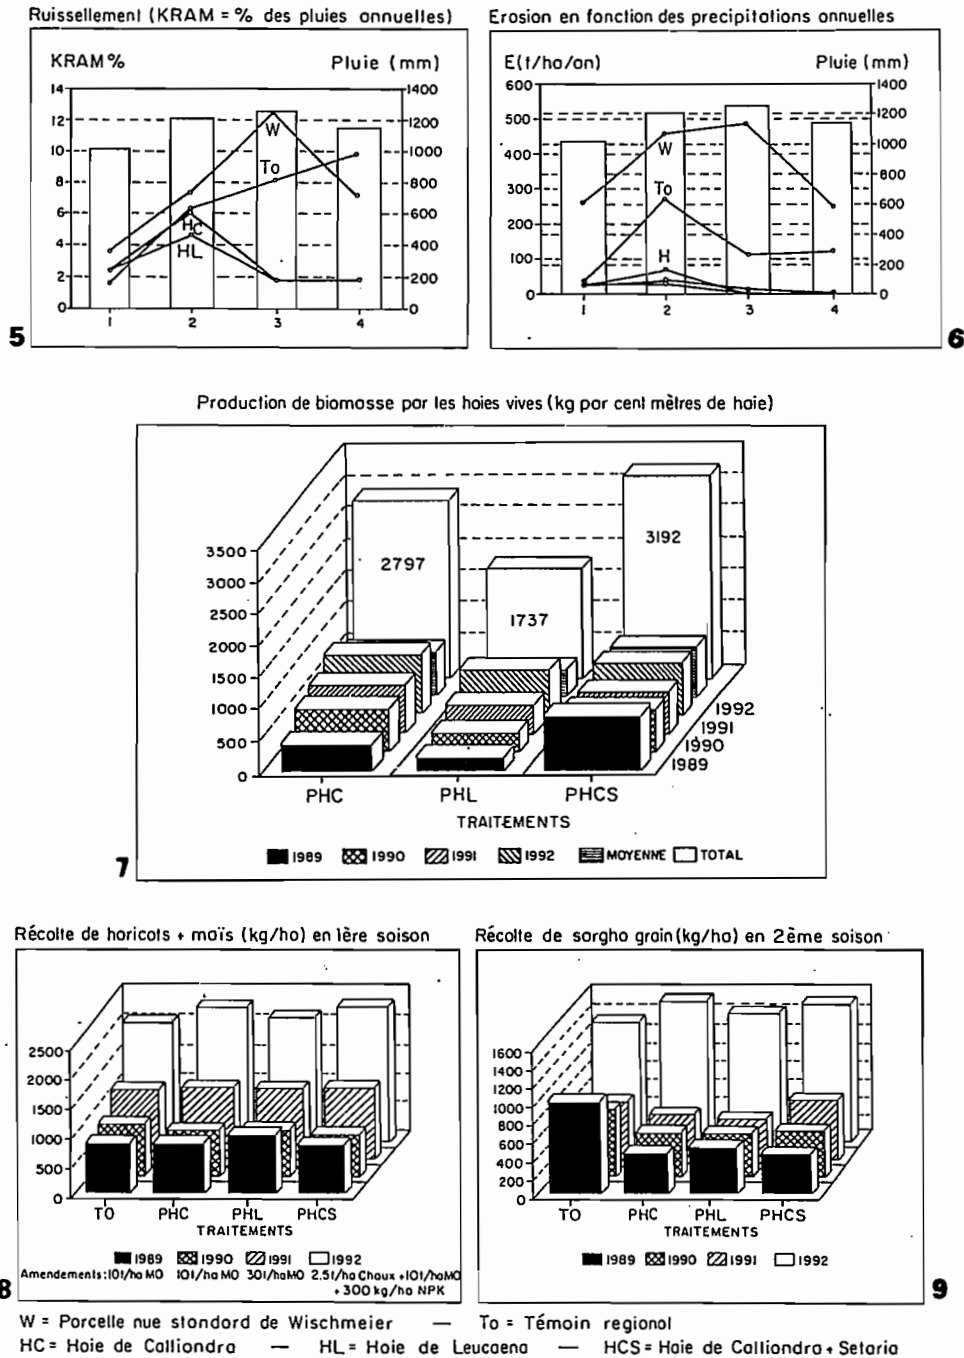 Ruissellement (KRAM = % des pluies annuelles)
KRAM %
Pluie (mm)
14
12
10
8
6
4
2
0
1400
1200
1000
800
600
400
200
0
W
To
HC
HL
1 2 3 4
5
Erosion en fonction des precipitations annuelles
E(t/ha/an)
Pluie (mm)
600
500
400
300
200
100
0
1400
1200
1000
800
600
400
200
0
W
To
H
1 2 3 4
6
Production de biomasse par les haies vives (kg par cent mètres de haie)
3500
3000
2500
2000
1500
1000
500
0
2797
1737
3192
1992
1991
1990
1989
PHC PHL PHCS
TRAITEMENTS
1989 1990 1991 1992 MOYENNE TOTAL
7
Récolte de haricots + maïs (kg/ha) en 1ère saison
2500
2000
1500
1000
500
0
TO PHC PHL PHCS
TRAITEMENTS
1989 1990 1991 1992
Amendements: 10t/ha MO 10t/ha MO 30t/ha MO 2.5t/ha Chaux + 10t/ha MO
+ 300 kg/ha NPK
8
Récolte de sorgho grain (kg/ha) en 2ème saison
1600
1400
1200
1000
800
600
400
200
0
TO PHC PHL PHCS
TRAITEMENTS
1989 1990 1991 1992
9
W = Parcelle nue standard de Wischmeier — To = Témoin regional
HC = Haie de Calliandra — HL = Haie de Leucaena — HCS = Haie de Calliandra + Setaria